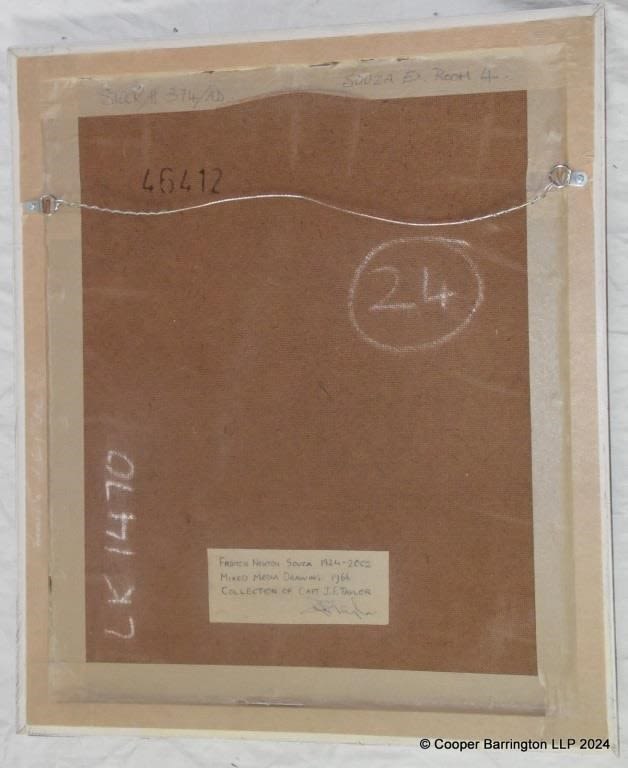 SOUZA EX. ROOM 4.
46412
24
LK 1470
FRANCIS NEWTON SOUZA 1924-2002
MIXED MEDIA DRAWING 1966
COLLECTION OF CAPT J.F. TAYLOR
© Cooper Barrington LLP 2024